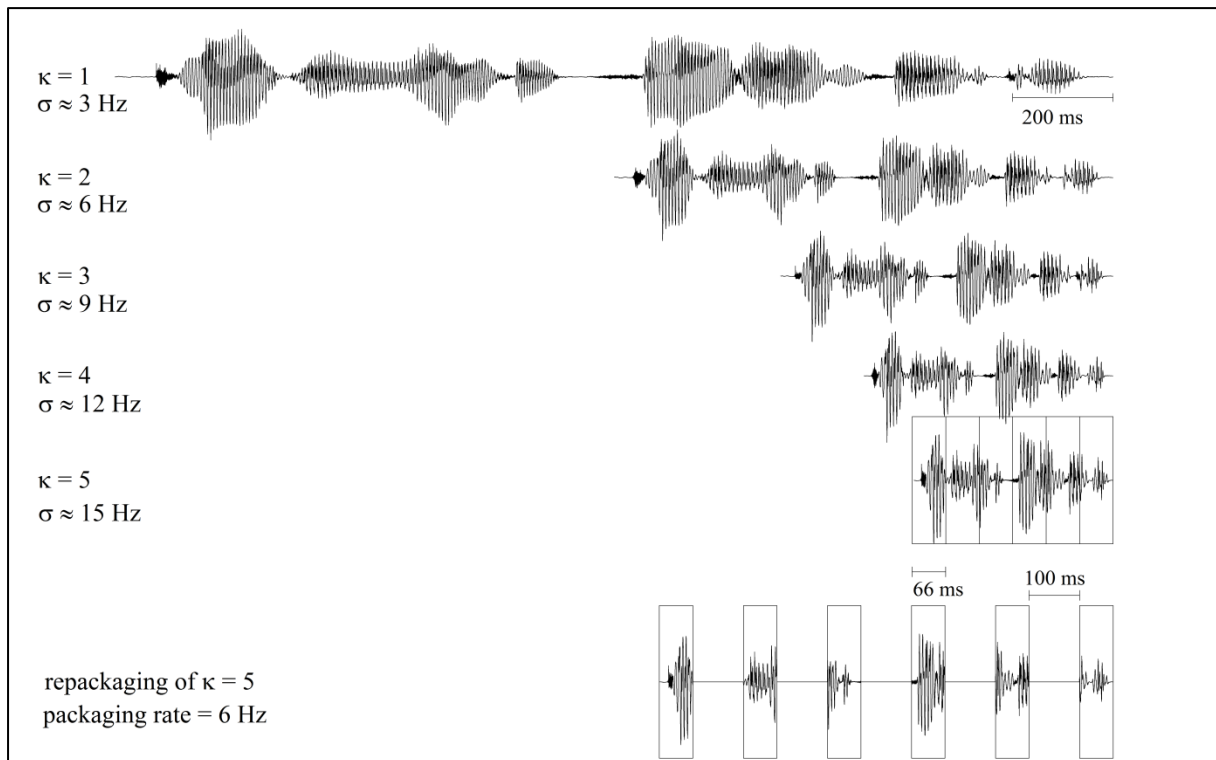 κ = 1
σ ≈ 3 Hz
200 ms
κ = 2
σ ≈ 6 Hz
κ = 3
σ ≈ 9 Hz
κ = 4
σ ≈ 12 Hz
κ = 5
σ ≈ 15 Hz
66 ms
100 ms
repackaging of κ = 5
packaging rate = 6 Hz